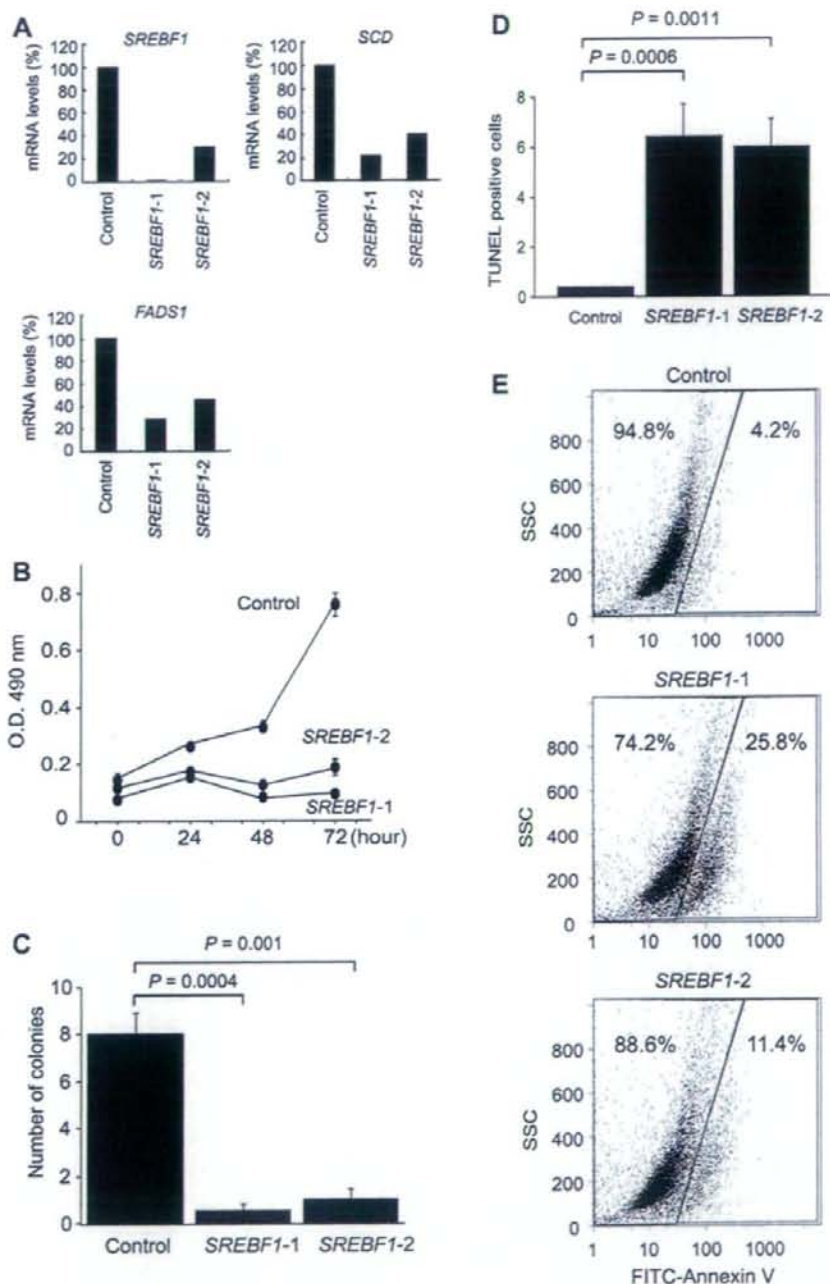 A
SREBF1
mRNA levels (%)
120
100
80
60
40
20
0
Control
SREBF1-1
SREBF1-2
SCD
mRNA levels (%)
120
100
80
60
40
20
0
Control
SREBF1-1
SREBF1-2
FADS1
mRNA levels (%)
120
100
80
60
40
20
0
Control
SREBF1-1
SREBF1-2
B
O.D. 490 nm
0.8
0.6
0.4
0.2
0
Control
SREBF1-2
SREBF1-1
0 24 48 72 (hour)
C
P = 0.001
P = 0.0004
Number of colonies
10
8
6
4
2
0
Control SREBF1-1 SREBF1-2
D
P = 0.0011
P = 0.0006
TUNEL positive cells
8
6
4
2
0
Control SREBF1-1 SREBF1-2
E
Control
94.8% 4.2%
SSC
800
600
400
200
0
1 10 100 1000
SREBF1-1
74.2% 25.8%
SSC
800
600
400
200
0
1 10 100 1000
SREBF1-2
88.6% 11.4%
SSC
800
600
400
200
0
1 10 100 1000
FITC-Annexin V